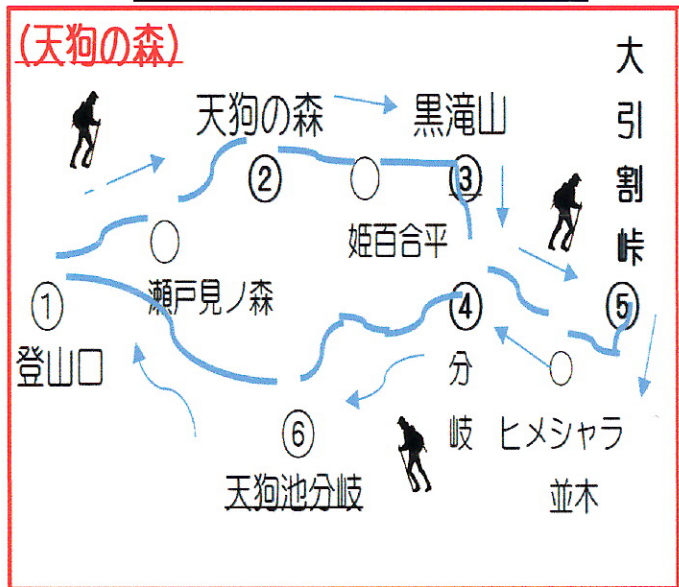 (天狗の森)
天狗の森
黒滝山
大引割峠
②
③
姫百合平
瀬戸見ノ森
①
④
⑤
登山口
分岐
ヒメシャラ
並木
⑥
天狗池分岐